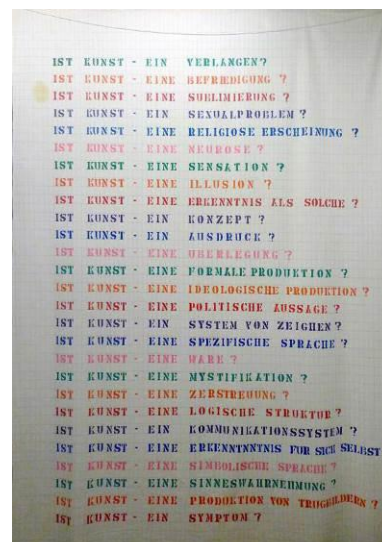 IST KUNST - EIN VERLANGEN?
IST KUNST - EINE BEFRIEDIGUNG ?
IST KUNST - EINE SUBLIMIERUNG ?
IST KUNST - EIN SEXUALPROBLEM ?
IST KUNST - EINE RELIGIOSE ERSCHEINUNG ?
IST KUNST - EINE NEUROSE ?
IST KUNST - EINE SENSATION ?
IST KUNST - EINE ILLUSION ?
IST KUNST - EINE ERKENNTNIS ALS SOLCHE ?
IST KUNST - EIN KONZEPT ?
IST KUNST - EIN AUSDRUCK ?
IST KUNST - EINE UBERLEGUNG ?
IST KUNST - EINE FORMALE PRODUKTION ?
IST KUNST - EINE IDEOLOGISCHE PRODUKTION ?
IST KUNST - EINE POLITISCHE AUSSAGE ?
IST KUNST - EIN SYSTEM VON ZEICHEN ?
IST KUNST - EINE SPEZIFISCHE SPRACHE ?
IST KUNST - EINE WARE ?
IST KUNST - EINE MYSTIFIKATION ?
IST KUNST - EINE ZERSTREUUNG ?
IST KUNST - EINE LOGISCHE STRUKTUR ?
IST KUNST - EIN KOMMUNIKATIONSSYSTEM ?
IST KUNST - EINE ERKENNTNNTNIS FUR SICH SELBST
IST KUNST - EINE SIMBOLISCHE SPRACHE ?
IST KUNST - EINE SINNESWAHRNEHMUNG ?
IST KUNST - EINE PRODUKTION VON TRUGBILDERN ?
IST KUNST - EIN SYMPTOM ?